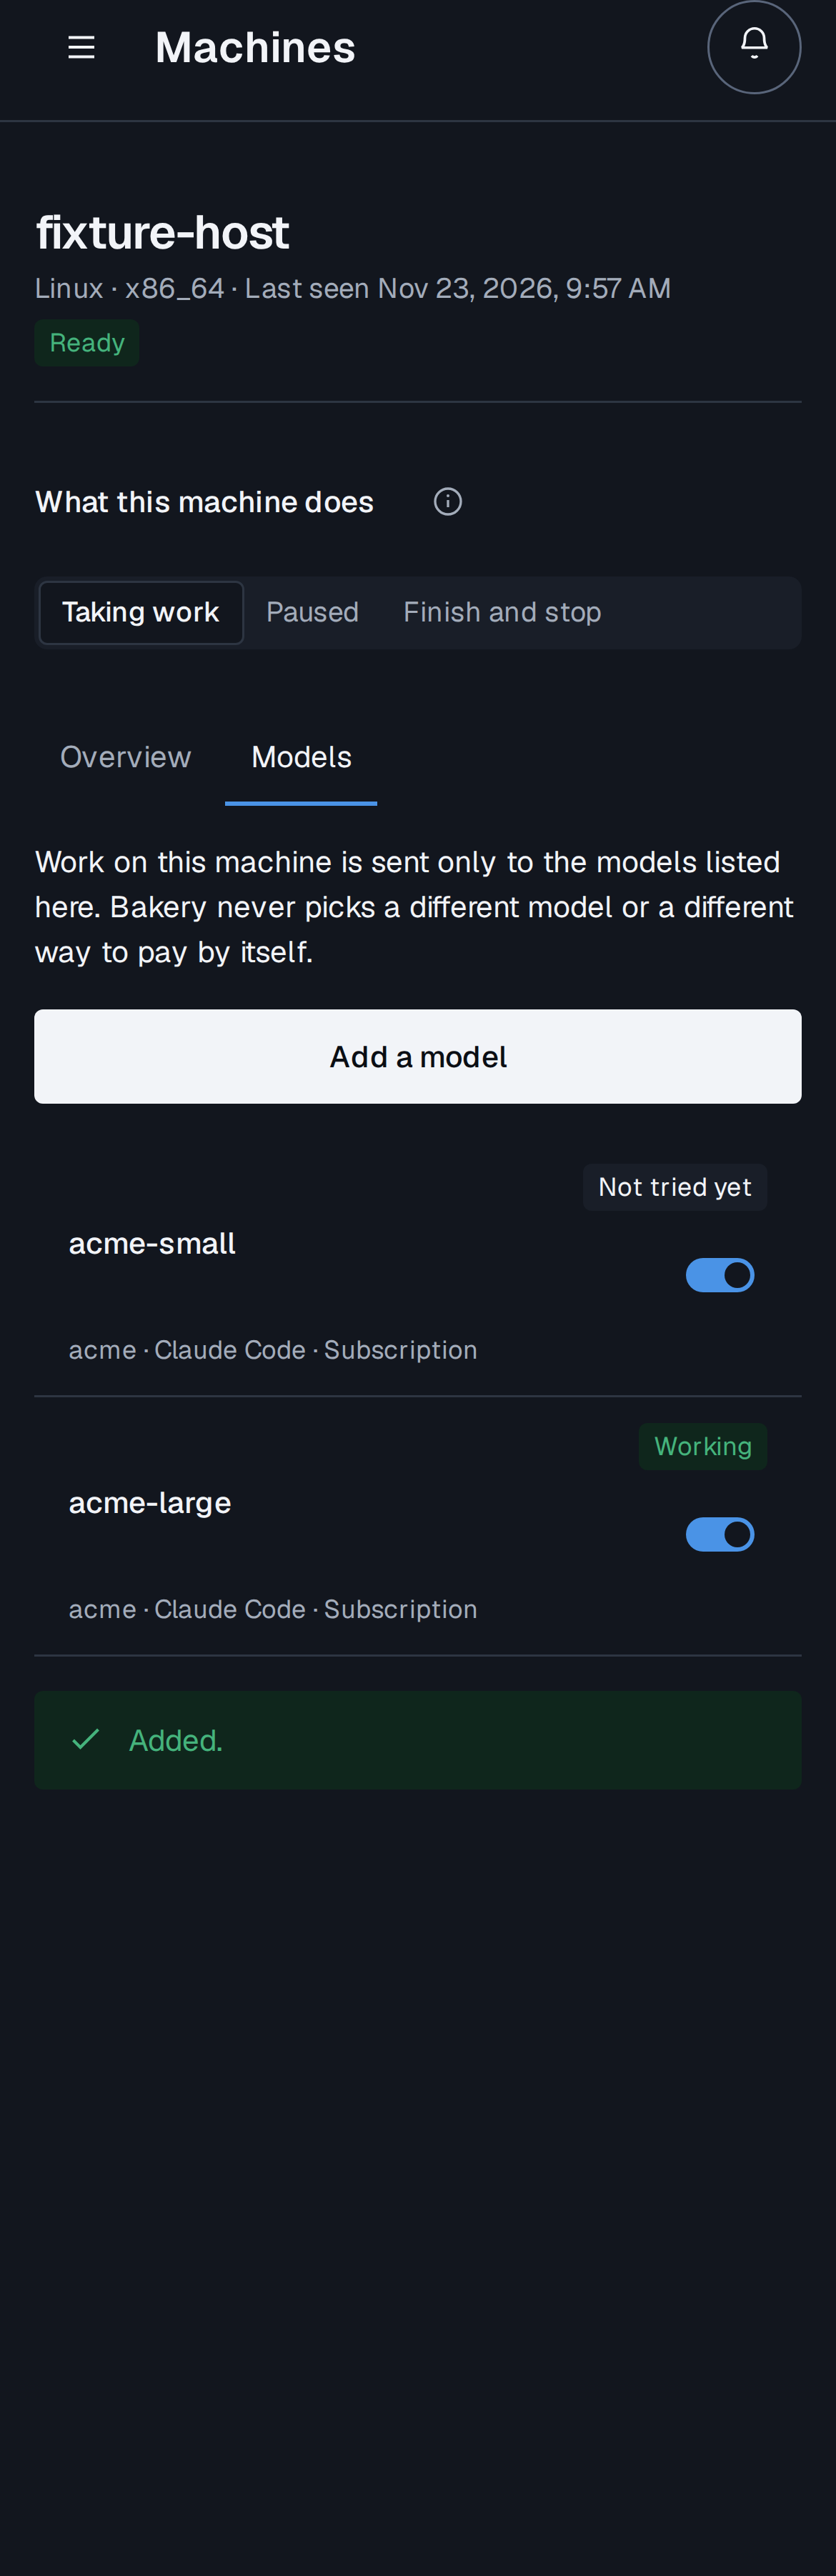 Machines
fixture-host
Linux · x86_64 · Last seen Nov 23, 2026, 9:57 AM
Ready
What this machine does
Taking work Paused Finish and stop
Overview Models
Work on this machine is sent only to the models listed
here. Bakery never picks a different model or a different
way to pay by itself.
Add a model
Not tried yet
acme-small
acme · Claude Code · Subscription
Working
acme-large
acme · Claude Code · Subscription
Added.